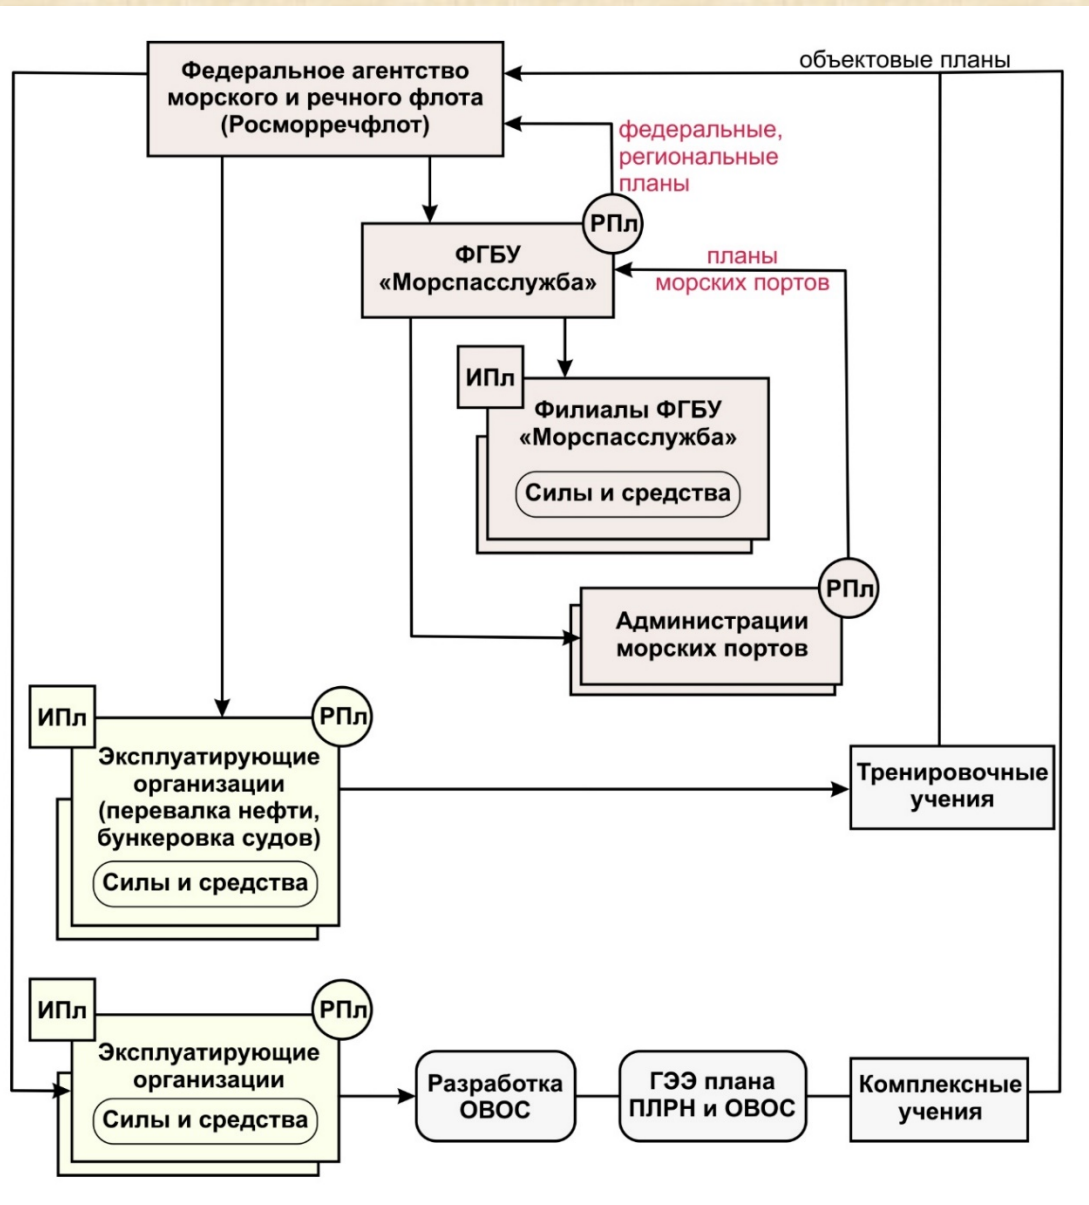 объектовые планы
Федеральное агентство
морского и речного флота
(Росморречфлот)
федеральные,
региональные
планы
РПл
ФГБУ
«Морспасслужба»
планы
морских портов
ИПл
Филиалы ФГБУ
«Морспасслужба»
Силы и средства
РПл
Администрации
морских портов
ИПл
РПл
Эксплуатирующие
организации
(перевалка нефти,
бункеровка судов)
Силы и средства
Тренировочные
учения
ИПл
РПл
Эксплуатирующие
организации
Силы и средства
Разработка
ОВОС
ГЭЭ плана
ПЛРН и ОВОС
Комплексные
учения